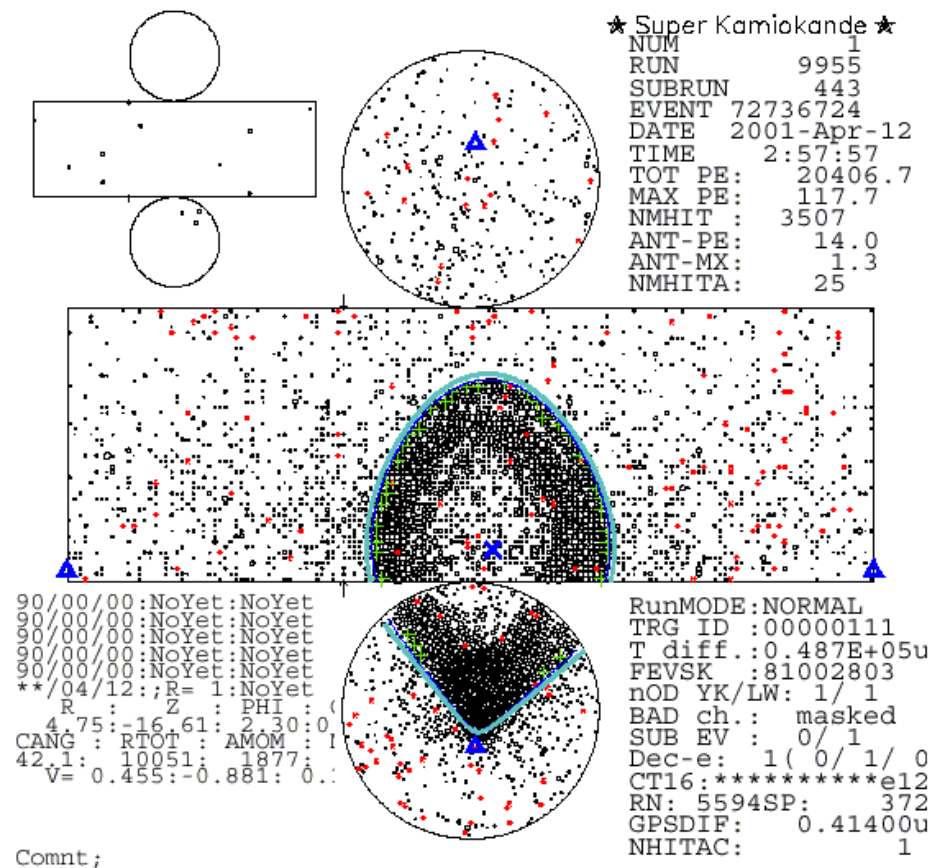 ★ Super Kamiokande ★
NUM 1
RUN 9955
SUBRUN 443
EVENT 72736724
DATE 2001-Apr-12
TIME 2:57:57
TOT PE: 20406.7
MAX PE: 117.7
NMHIT : 3507
ANT-PE: 14.0
ANT-MX: 1.3
NMHITA: 25
90/00/00:NoYet:NoYet
90/00/00:NoYet:NoYet
90/00/00:NoYet:NoYet
90/00/00:NoYet:NoYet
90/00/00:NoYet:NoYet
**/04/12:;R= 1:NoYet
R : Z : PHI :
4.75:-16.61: 2.30:0
CANG : RTOT : AMOM :
42.1: 10051: 1877:
V= 0.455:-0.881:
Comnt;
RunMODE:NORMAL
TRG ID :00000111
T diff.:0.487E+05u
FEVSK :81002803
nOD YK/LW: 1/ 1
BAD ch.: masked
SUB EV : 0/ 1
Dec-e: 1( 0/ 1/ 0
CT16:**********e12
RN: 5594SP: 372
GPSDIF: 0.41400u
NHITAC: 1